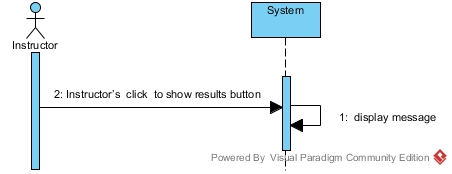 System
Instructor
2: Instructor's click to show results button
1: display message
Powered By Visual Paradigm Community Edition